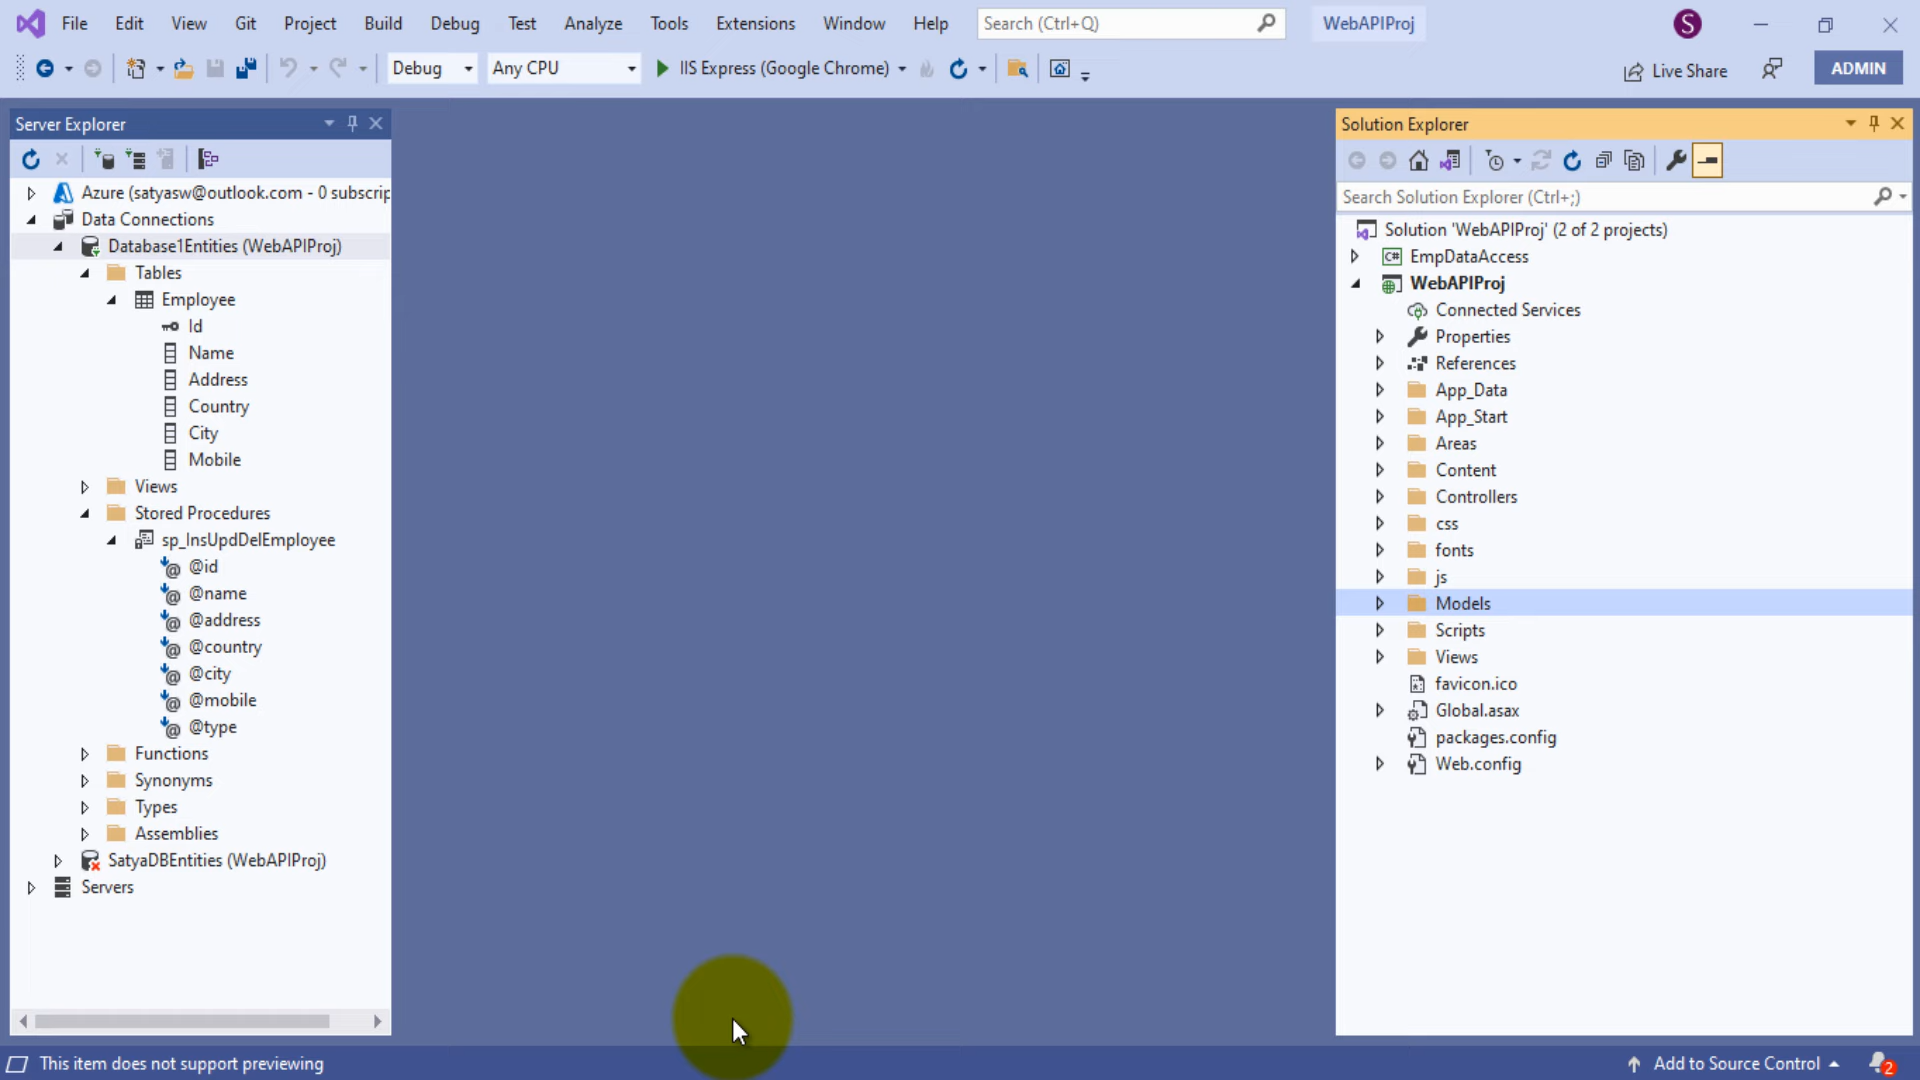 File Edit View Git Project Build Debug Test Analyze Tools Extensions Window Help Search (Ctrl+Q) WebAPIProj S
Debug Any CPU IIS Express (Google Chrome) Live Share ADMIN
Server Explorer
Azure (satyasw@outlook.com - 0 subscrip
Data Connections
Database1Entities (WebAPIProj)
Tables
Employee
Id
Name
Address
Country
City
Mobile
Views
Stored Procedures
sp_InsUpdDelEmployee
@id
@name
@address
@country
@city
@mobile
@type
Functions
Synonyms
Types
Assemblies
SatyaDBEntities (WebAPIProj)
Servers
Solution Explorer
Search Solution Explorer (Ctrl+;)
Solution 'WebAPIProj' (2 of 2 projects)
C# EmpDataAccess
WebAPIProj
Connected Services
Properties
References
App_Data
App_Start
Areas
Content
Controllers
css
fonts
js
Models
Scripts
Views
favicon.ico
Global.asax
packages.config
Web.config
This item does not support previewing
Add to Source Control 2